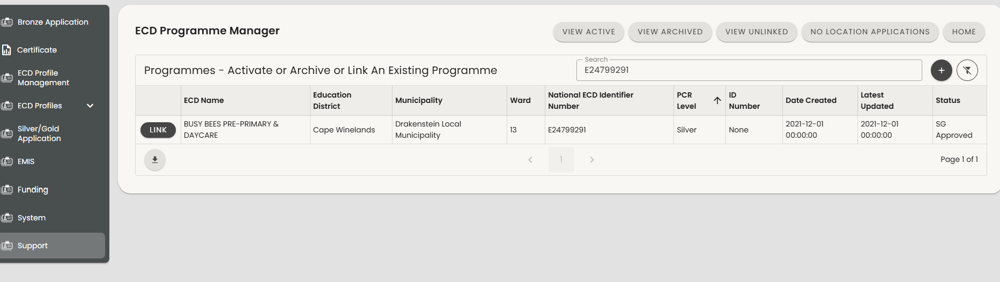 Bronze Application
Certificate
ECD Profile
Management
ECD Profiles
Silver/Gold
Application
EMIS
Funding
System
Support
ECD Programme Manager
VIEW ACTIVE
VIEW ARCHIVED
VIEW UNLINKED
NO LOCATION APPLICATIONS
HOME
Programmes - Activate or Archive or Link An Existing Programme
Search
E24799291
ECD Name
Education
District
Municipality
Ward
National ECD Identifier
Number
PCR
Level
ID
Number
Date Created
Latest
Updated
Status
LINK
BUSY BEES PRE-PRIMARY &
DAYCARE
Cape Winelands
Drakenstein Local
Municipality
13
E24799291
Silver
None
2021-12-01
00:00:00
2021-12-01
00:00:00
SG
Approved
1
Page 1 of 1